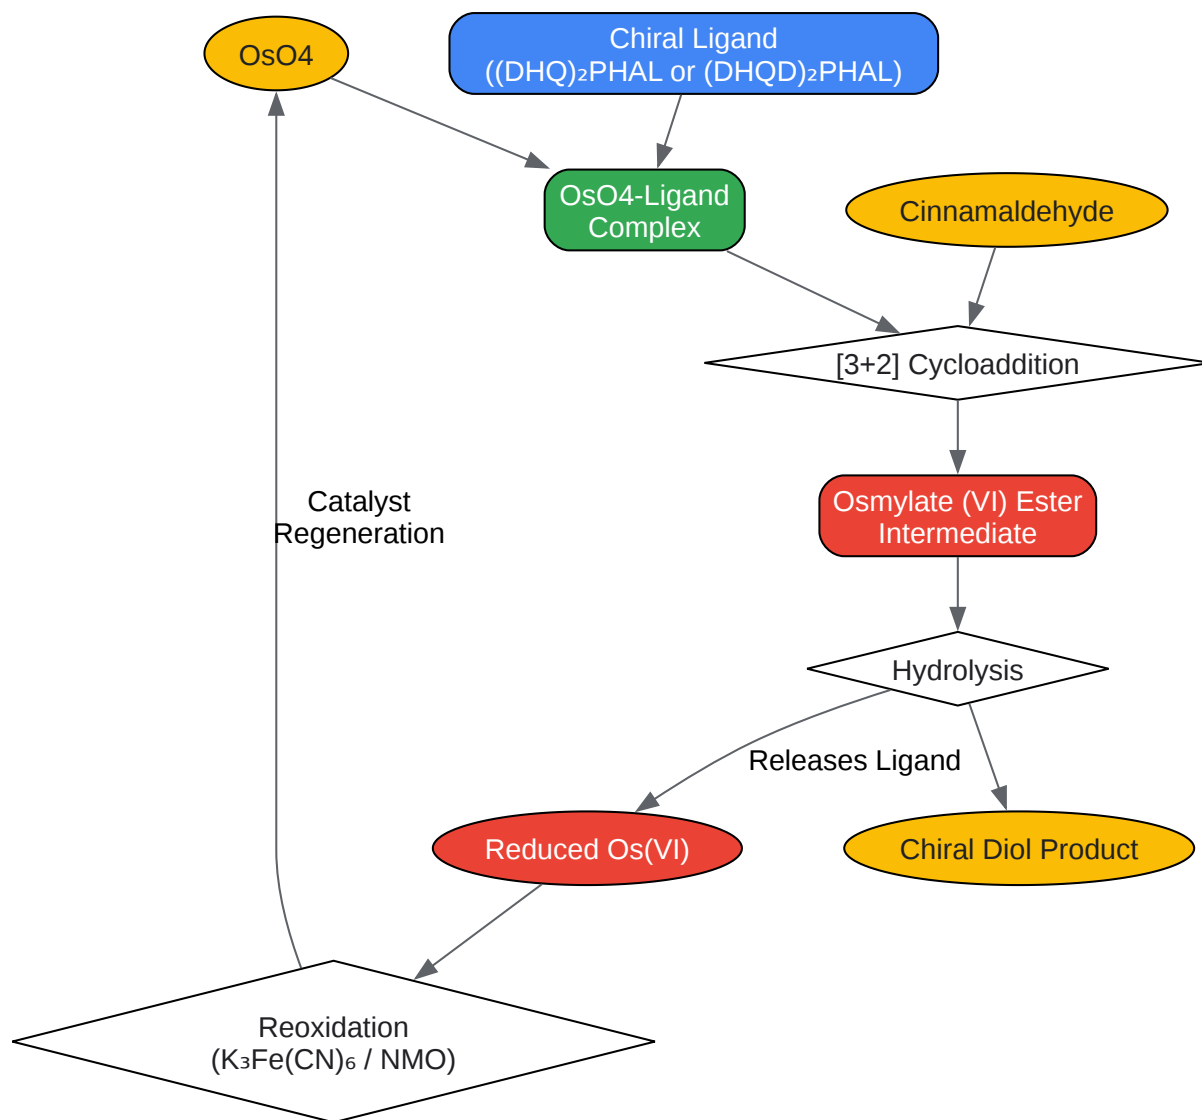 OsO4
Chiral Ligand
((DHQ)₂PHAL or (DHQD)₂PHAL)
OsO4-Ligand
Complex
Cinnamaldehyde
[3+2] Cycloaddition
Catalyst
Regeneration
Osmylate (VI) Ester
Intermediate
Hydrolysis
Releases Ligand
Reduced Os(VI)
Chiral Diol Product
Reoxidation
(K₃Fe(CN)₆ / NMO)